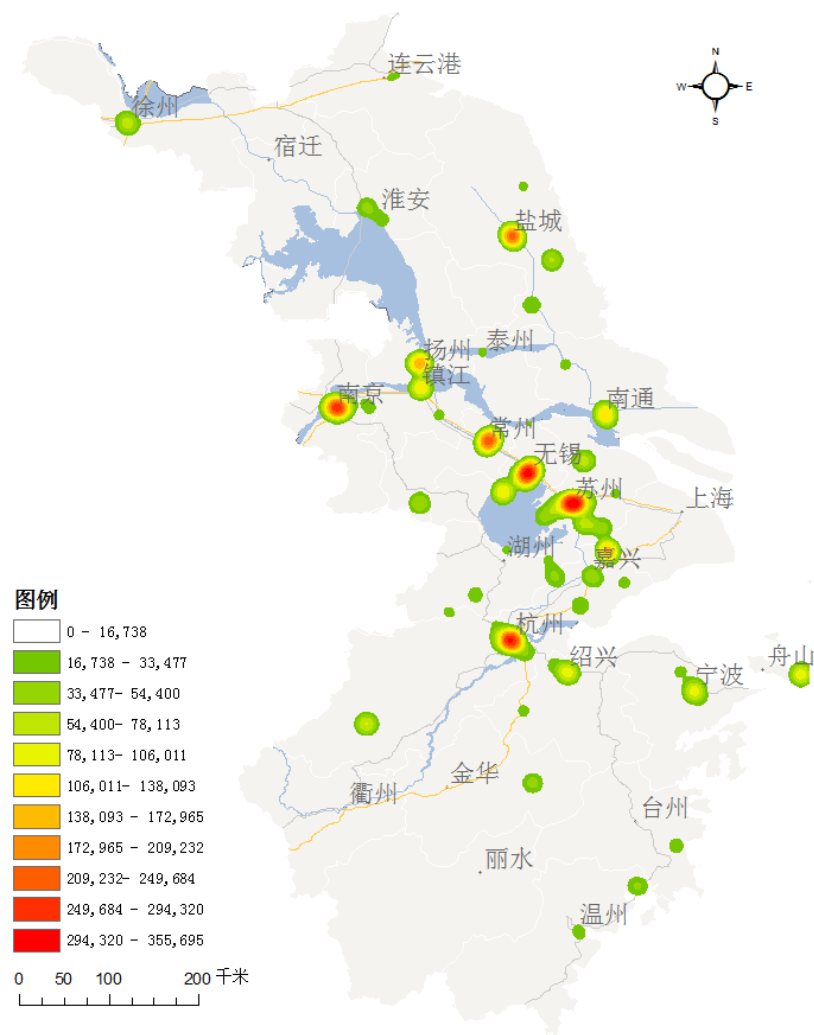 连云港
N
W
E
S
徐州
宿迁
淮安
盐城
泰州
扬州
镇江
南京
南通
常州
无锡
苏州
上海
湖州
嘉兴
图例
0 - 16,738
16,738 - 33,477
33,477- 54,400
54,400- 78,113
78,113- 106,011
106,011- 138,093
138,093 - 172,965
172,965 - 209,232
209,232- 249,684
249,684 - 294,320
294,320 - 355,695
杭州
绍兴
舟山
宁波
金华
衢州
台州
丽水
温州
0 50 100 200 千米